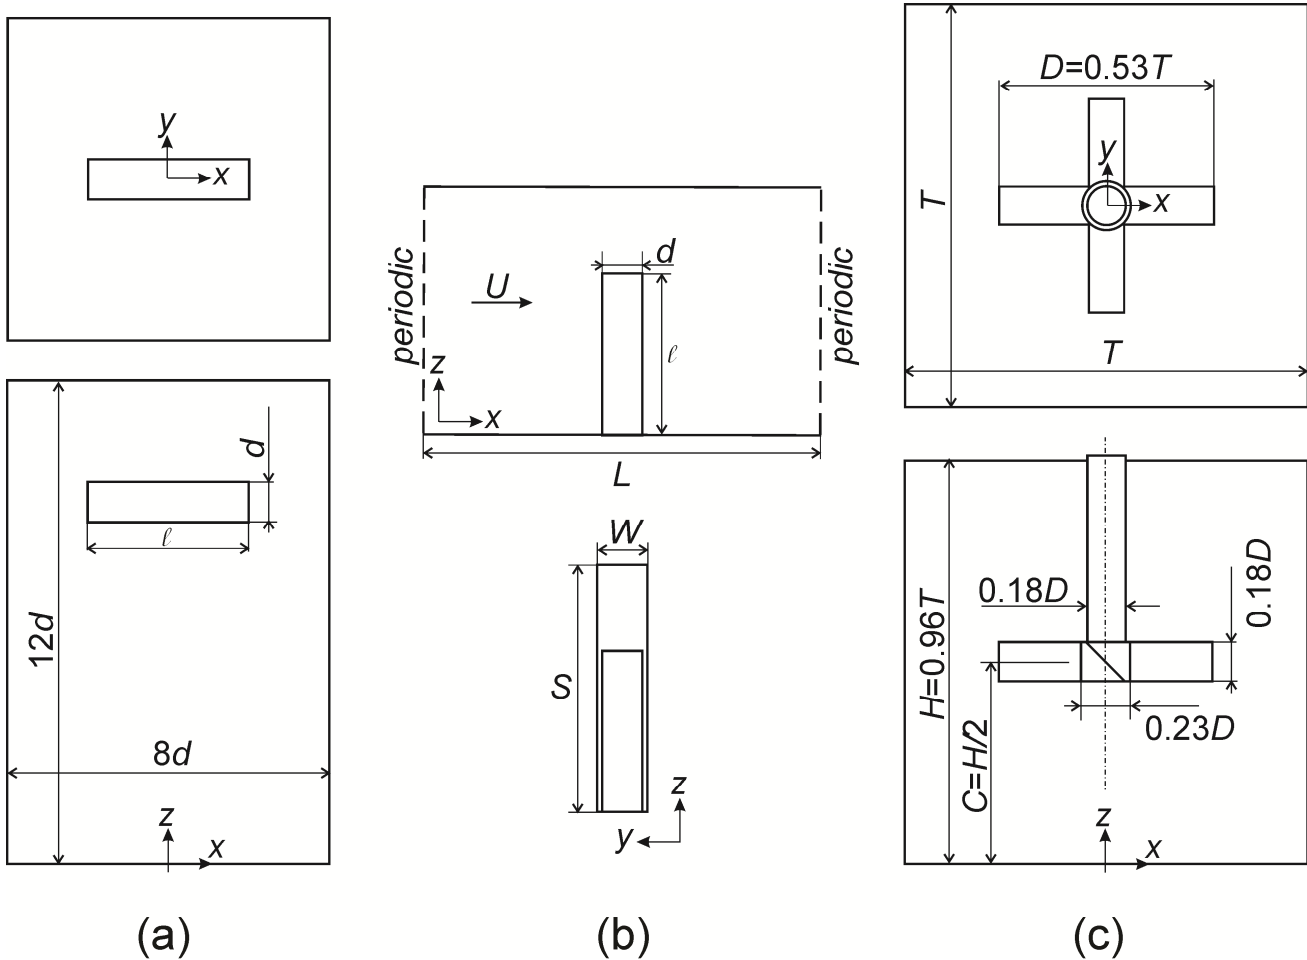 y
x
d
ℓ
12d
8d
z
x
(a)
periodic
U
d
ℓ
z
x
periodic
L
W
S
z
y
(b)
D=0.53T
y
x
T
T
0.18D
0.18D
H=0.96T
C=H/2
0.23D
z
x
(c)